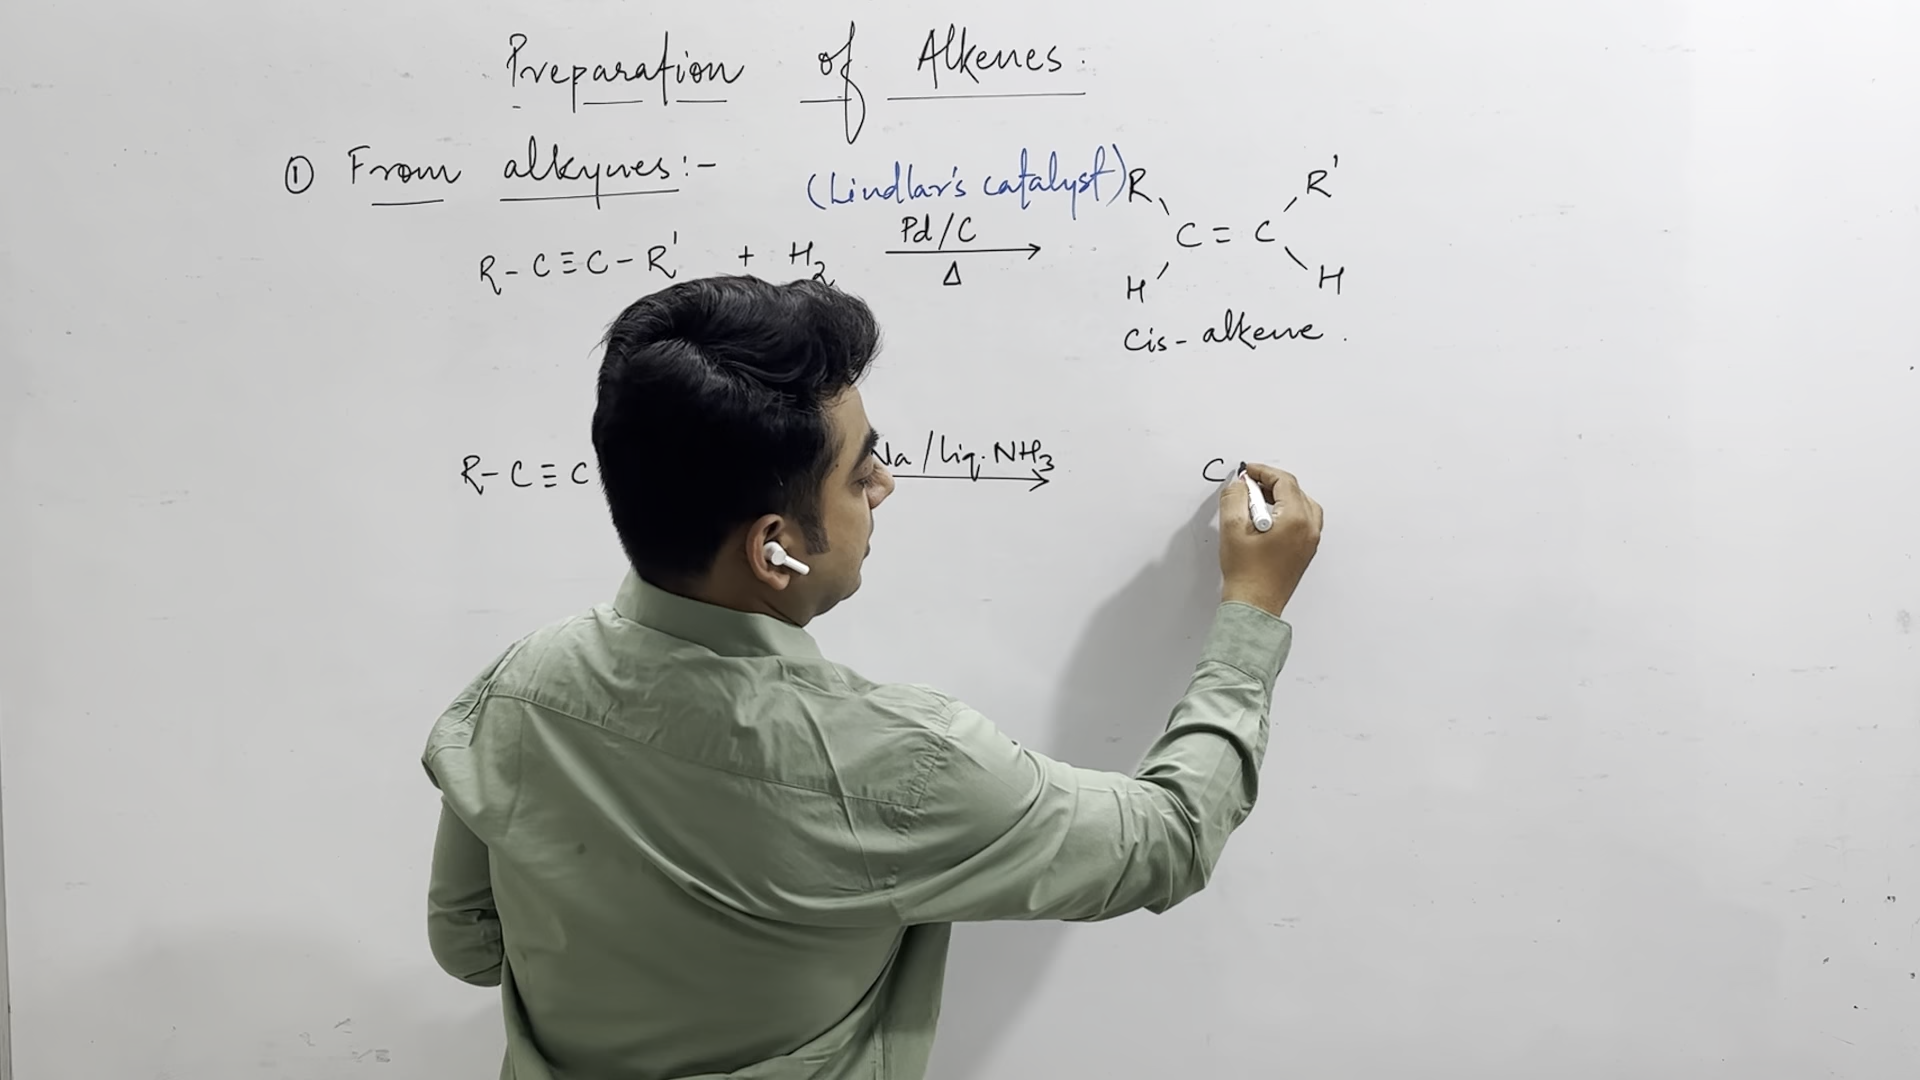 Preparation of Alkenes.
① From alkynes:-
(Lindlar's catalyst)
R-C≡C-R' + H₂ Pd/C Δ
R R'
C=C
H H
Cis-alkene.
R-C≡C Na/liq.NH₃ C